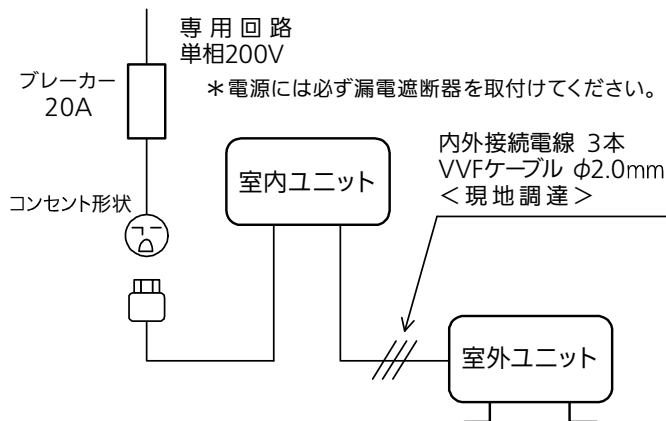 専用回路
単相200V
ブレーカー
20A
＊電源には必ず漏電遮断器を取付けてください。
内外接続電線 3本
VVFケーブル φ2.0mm
＜現地調達＞
室内ユニット
コンセント形状
室外ユニット